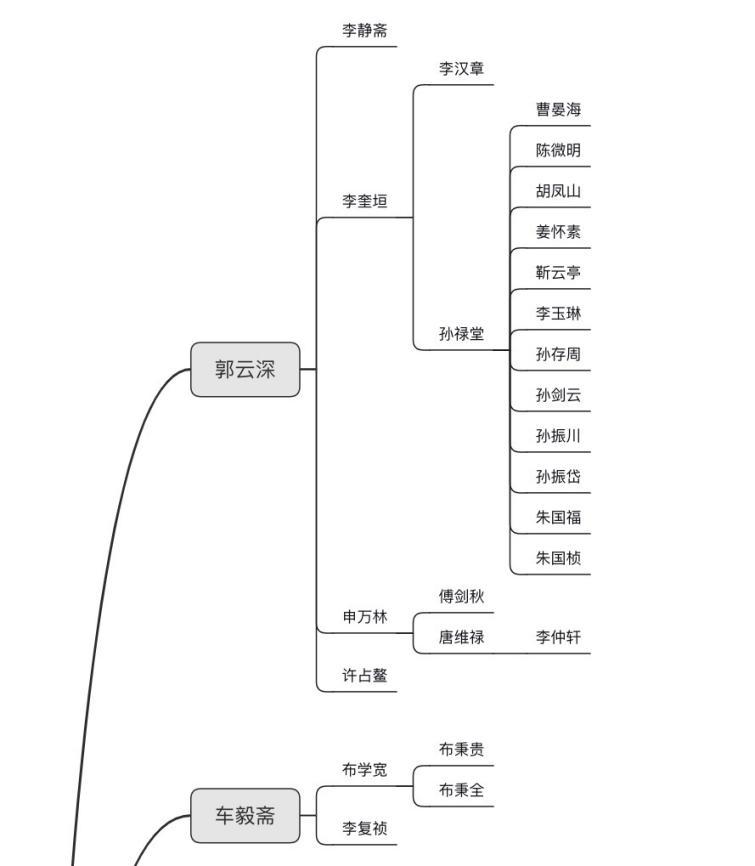 李静斋
李汉章
曹晏海
陈微明
李奎垣
胡凤山
姜怀素
靳云亭
李玉琳
孙禄堂
孙存周
郭云深
孙剑云
孙振川
孙振岱
朱国福
朱国桢
傅剑秋
申万林
唐维禄
李仲轩
许占鳌
布秉贵
布学宽
布秉全
车毅斋
李复祯